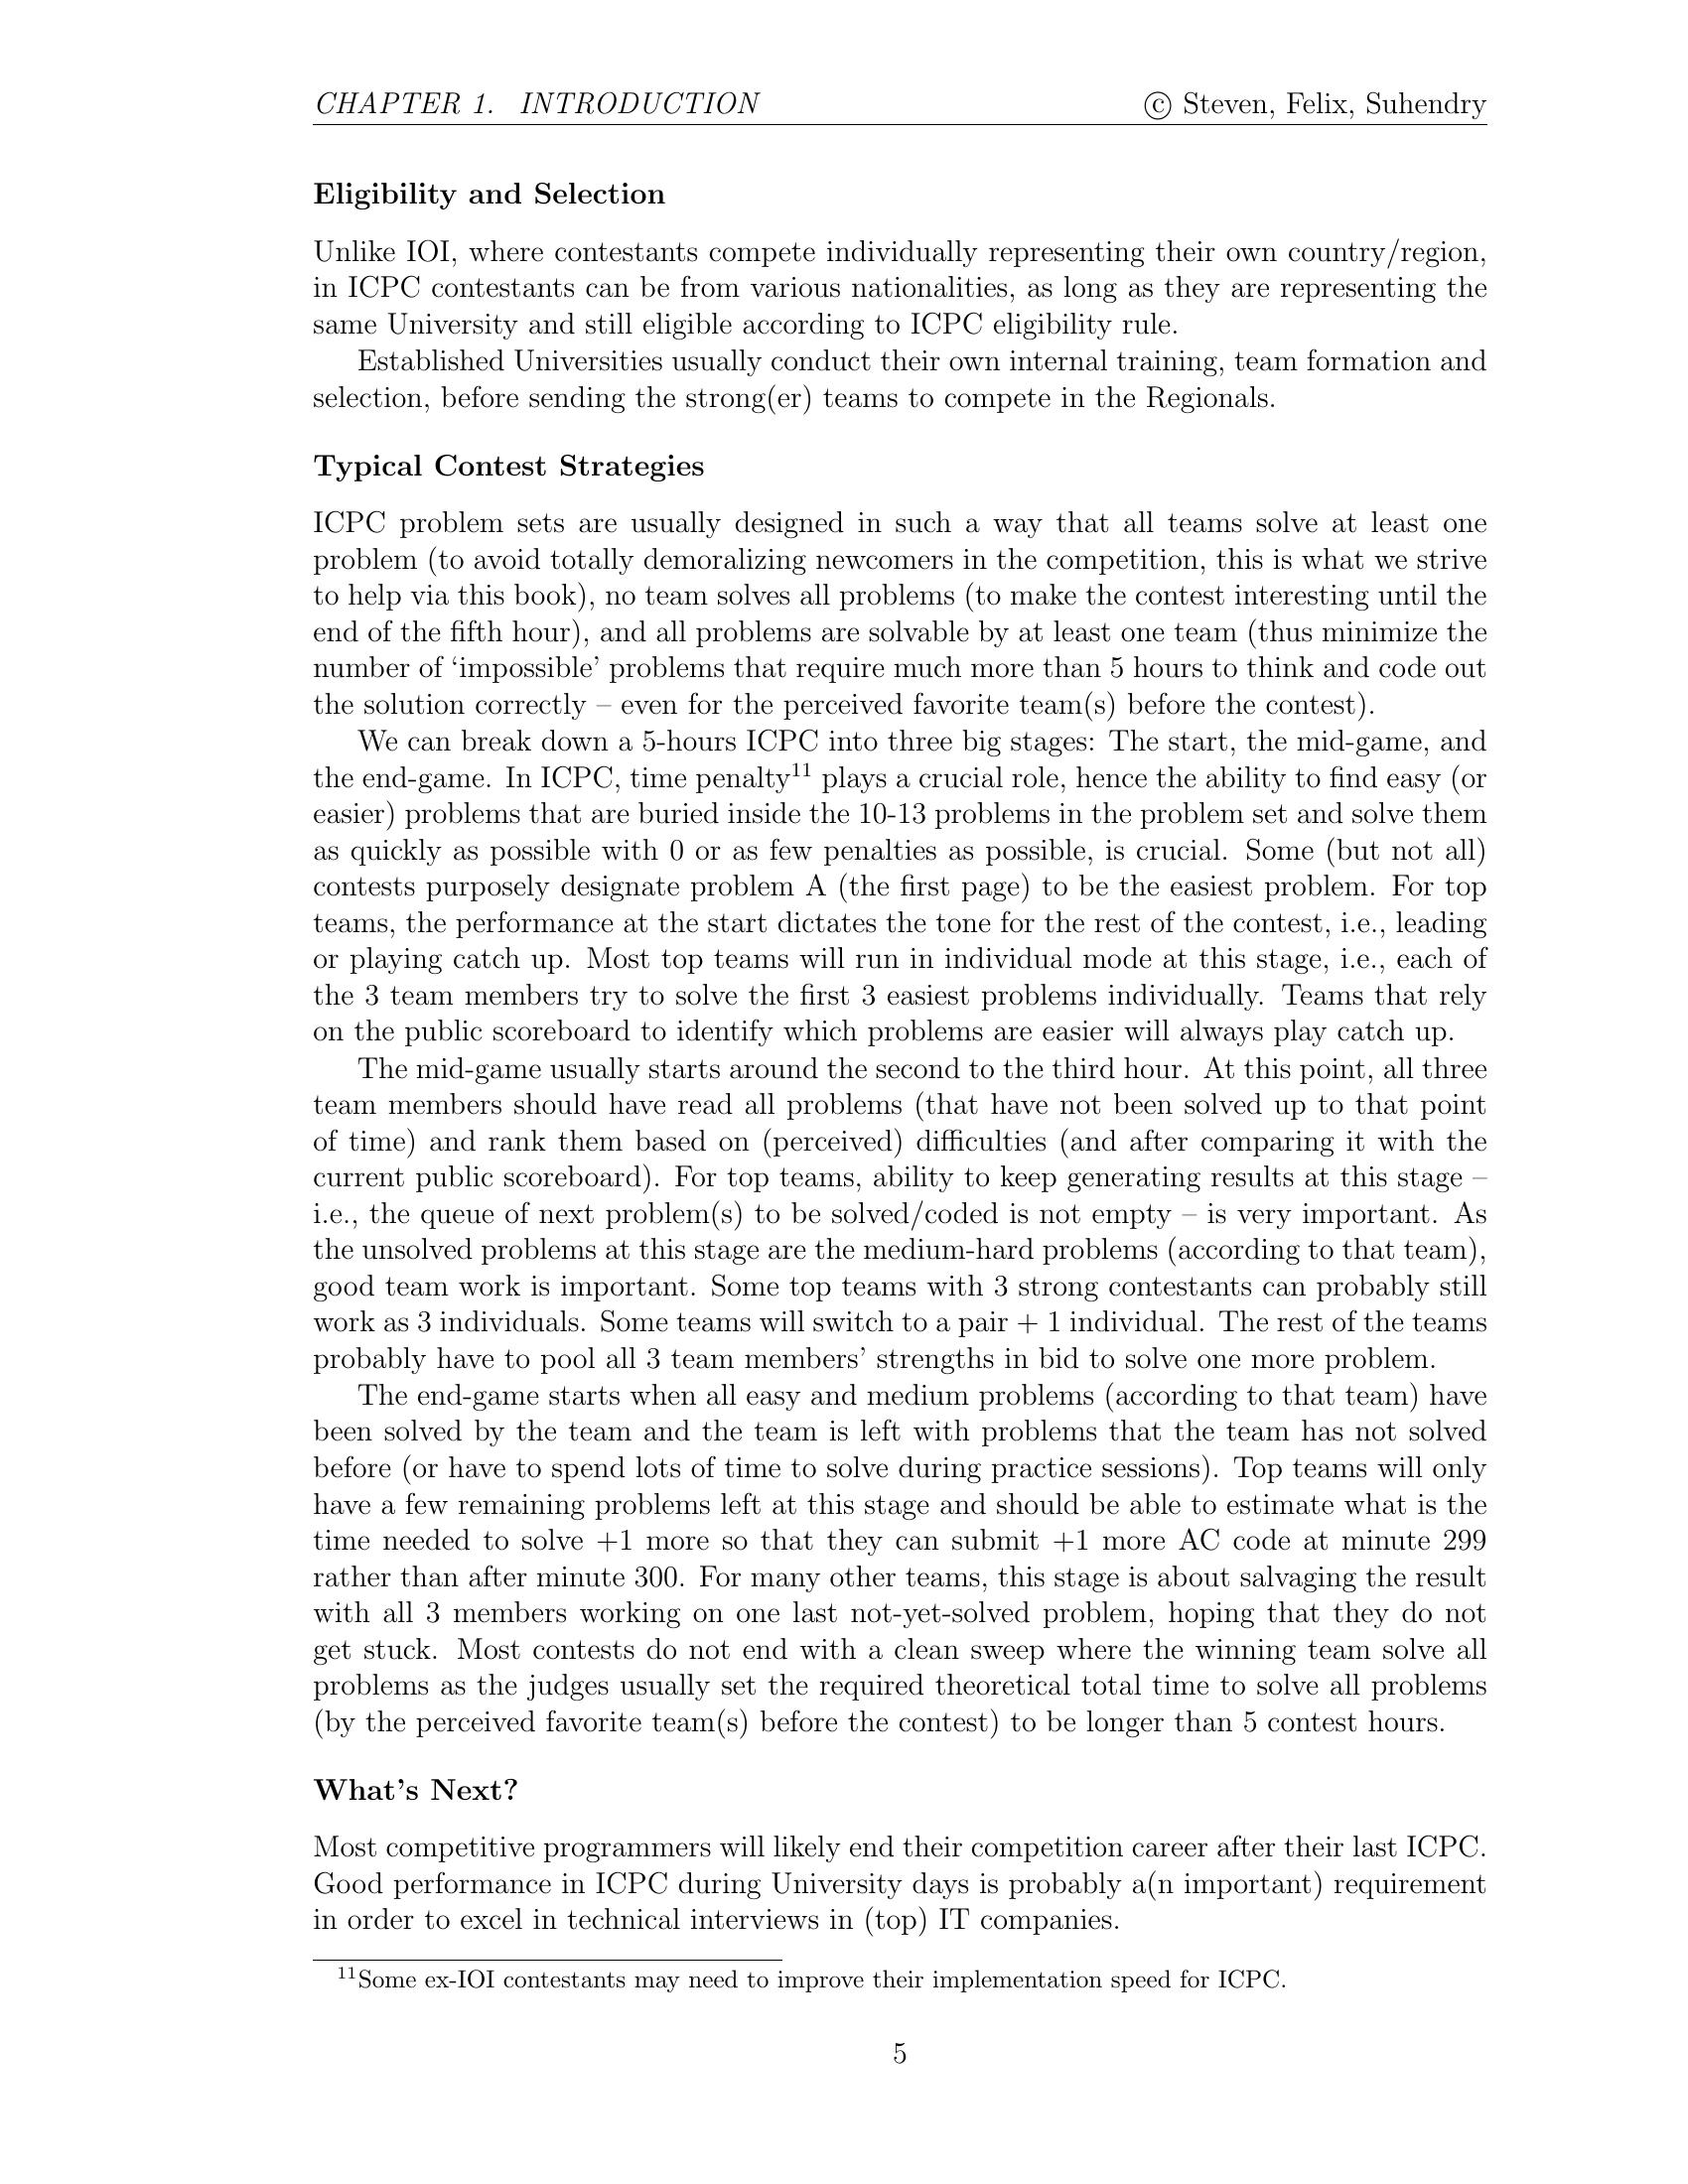 CHAPTER 1. INTRODUCTION © Steven, Felix, Suhendry
Eligibility and Selection
Unlike IOI, where contestants compete individually representing their own country/region,
in ICPC contestants can be from various nationalities, as long as they are representing the
same University and still eligible according to ICPC eligibility rule.
Established Universities usually conduct their own internal training, team formation and
selection, before sending the strong(er) teams to compete in the Regionals.
Typical Contest Strategies
ICPC problem sets are usually designed in such a way that all teams solve at least one
problem (to avoid totally demoralizing newcomers in the competition, this is what we strive
to help via this book), no team solves all problems (to make the contest interesting until the
end of the fifth hour), and all problems are solvable by at least one team (thus minimize the
number of ‘impossible’ problems that require much more than 5 hours to think and code out
the solution correctly – even for the perceived favorite team(s) before the contest).
We can break down a 5-hours ICPC into three big stages: The start, the mid-game, and
the end-game. In ICPC, time penalty11 plays a crucial role, hence the ability to find easy (or
easier) problems that are buried inside the 10-13 problems in the problem set and solve them
as quickly as possible with 0 or as few penalties as possible, is crucial. Some (but not all)
contests purposely designate problem A (the first page) to be the easiest problem. For top
teams, the performance at the start dictates the tone for the rest of the contest, i.e., leading
or playing catch up. Most top teams will run in individual mode at this stage, i.e., each of
the 3 team members try to solve the first 3 easiest problems individually. Teams that rely
on the public scoreboard to identify which problems are easier will always play catch up.
The mid-game usually starts around the second to the third hour. At this point, all three
team members should have read all problems (that have not been solved up to that point
of time) and rank them based on (perceived) difficulties (and after comparing it with the
current public scoreboard). For top teams, ability to keep generating results at this stage –
i.e., the queue of next problem(s) to be solved/coded is not empty – is very important. As
the unsolved problems at this stage are the medium-hard problems (according to that team),
good team work is important. Some top teams with 3 strong contestants can probably still
work as 3 individuals. Some teams will switch to a pair + 1 individual. The rest of the teams
probably have to pool all 3 team members’ strengths in bid to solve one more problem.
The end-game starts when all easy and medium problems (according to that team) have
been solved by the team and the team is left with problems that the team has not solved
before (or have to spend lots of time to solve during practice sessions). Top teams will only
have a few remaining problems left at this stage and should be able to estimate what is the
time needed to solve +1 more so that they can submit +1 more AC code at minute 299
rather than after minute 300. For many other teams, this stage is about salvaging the result
with all 3 members working on one last not-yet-solved problem, hoping that they do not
get stuck. Most contests do not end with a clean sweep where the winning team solve all
problems as the judges usually set the required theoretical total time to solve all problems
(by the perceived favorite team(s) before the contest) to be longer than 5 contest hours.
What’s Next?
Most competitive programmers will likely end their competition career after their last ICPC.
Good performance in ICPC during University days is probably a(n important) requirement
in order to excel in technical interviews in (top) IT companies.
11Some ex-IOI contestants may need to improve their implementation speed for ICPC.
5